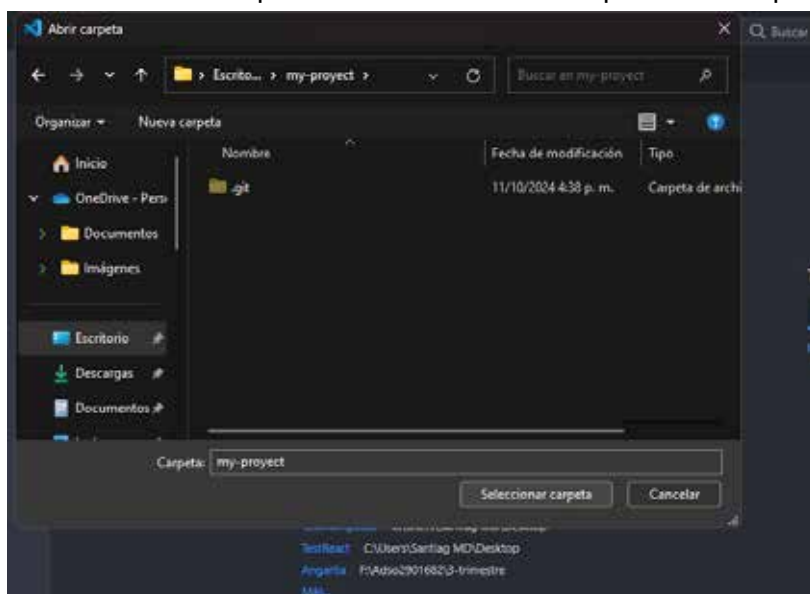 Abrir carpeta
Buscar
Escrito... > my-proyect >
Buscar en my-proyect
Organizar
Nueva carpeta
Nombre
Fecha de modificación
Tipo
Inicio
.git
11/10/2024 4:38 p. m.
Carpeta de archi
OneDrive - Pers
Documentos
Imágenes
Escritorio
Descargas
Documentos
Carpeta: my-proyect
Seleccionar carpeta
Cancelar
TestReact C:\Users\Santiag MD\Desktop
Angarita F:\Adso2901682\3-trimestre